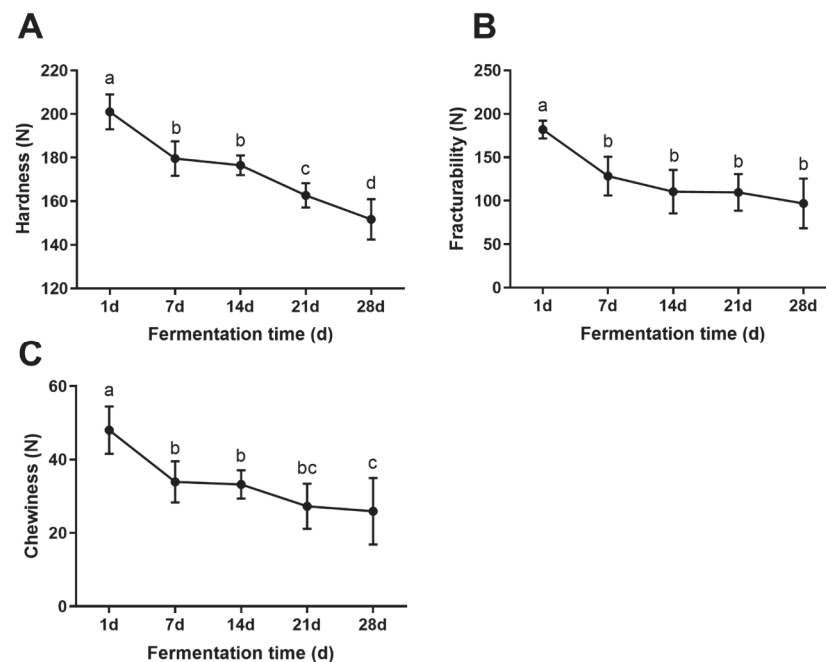 A
Hardness (N)
220
200
180
160
140
120
a
b
b
c
d
1d 7d 14d 21d 28d
Fermentation time (d)
B
Fracturability (N)
250
200
150
100
50
0
a
b
b
b
b
1d 7d 14d 21d 28d
Fermentation time (d)
C
Chewiness (N)
60
40
20
0
a
b
b
bc
c
1d 7d 14d 21d 28d
Fermentation time (d)